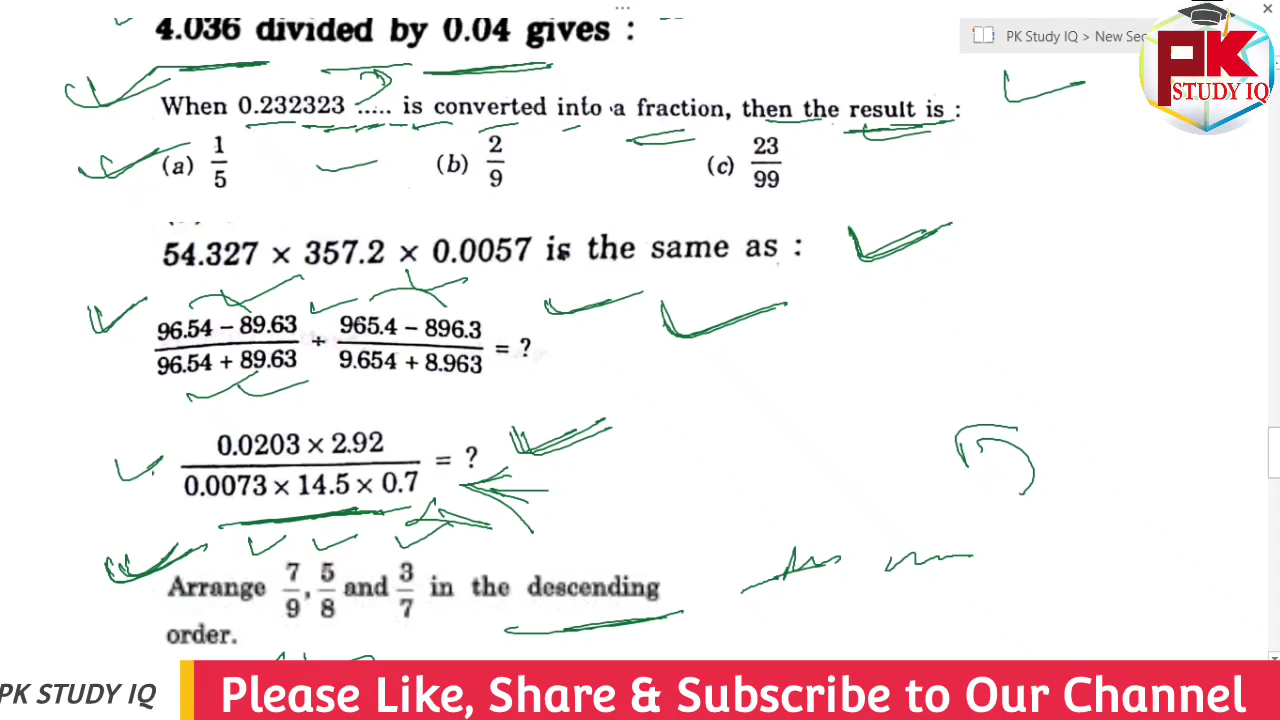 4.036 divided by 0.04 gives :
PK Study IQ > New Sec
PK
STUDY IQ
When 0.232323 ..... is converted into a fraction, then the result is :
(a) 1/5 (b) 2/9 (c) 23/99
54.327 × 357.2 × 0.0057 is the same as :
(96.54 − 89.63)/(96.54 + 89.63) ÷ (965.4 − 896.3)/(9.654 + 8.963) = ?
(0.0203 × 2.92)/(0.0073 × 14.5 × 0.7) = ?
Arrange 7/9, 5/8 and 3/7 in the descending
order.
PK STUDY IQ
Please Like, Share & Subscribe to Our Channel